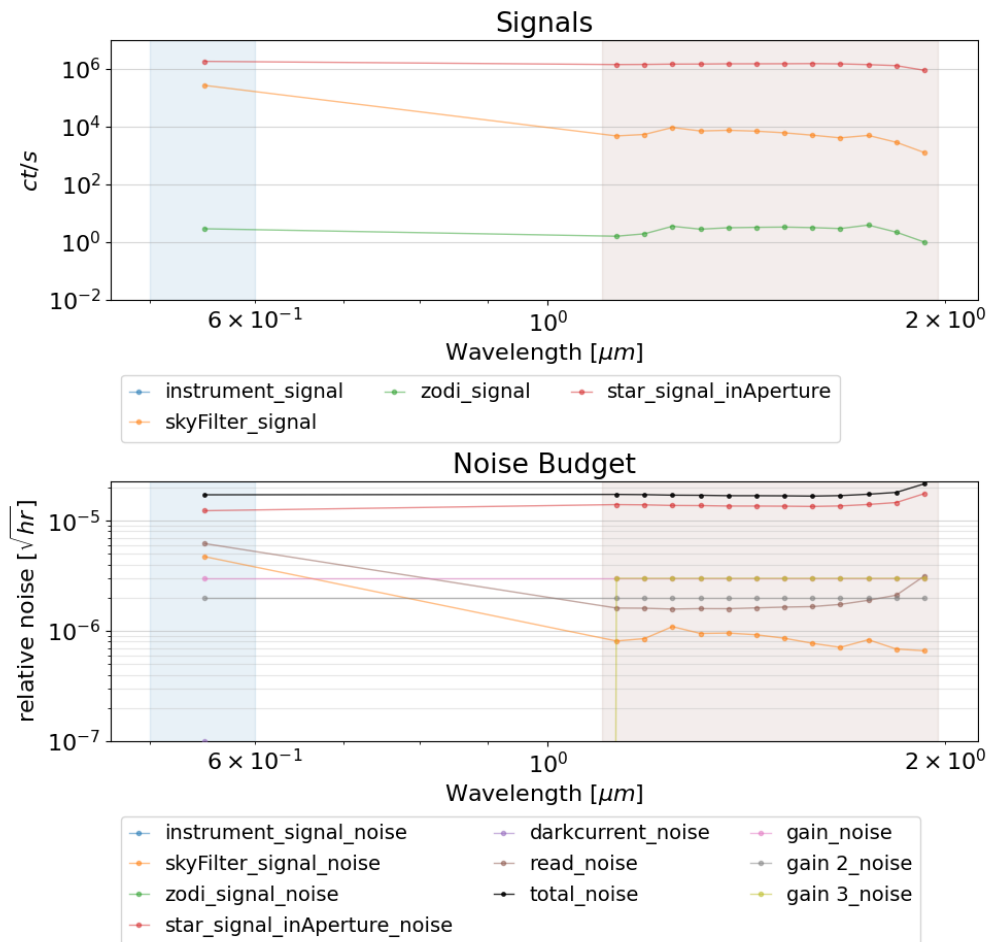 Signals
10^6
10^4
10^2
10^0
10^-2
ct/s
6 × 10^-1
10^0
2 × 10^0
Wavelength [μm]
instrument_signal
zodi_signal
star_signal_inAperture
skyFilter_signal
Noise Budget
10^-5
10^-6
10^-7
relative noise [√hr]
6 × 10^-1
10^0
2 × 10^0
Wavelength [μm]
instrument_signal_noise
darkcurrent_noise
gain_noise
skyFilter_signal_noise
read_noise
gain 2_noise
zodi_signal_noise
total_noise
gain 3_noise
star_signal_inAperture_noise